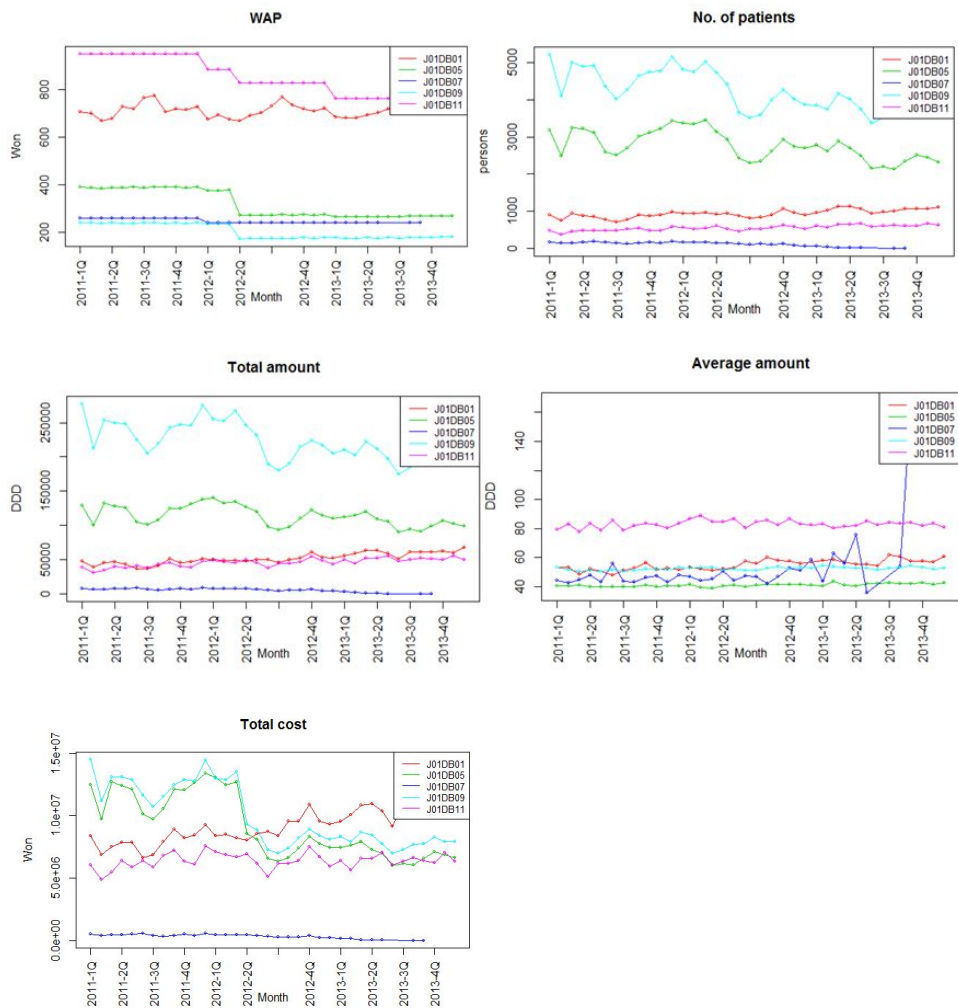 WAP
Won
200
400
600
800
J01DB01
J01DB05
J01DB07
J01DB09
J01DB11
2011-1Q
2011-2Q
2011-3Q
2011-4Q
2012-1Q
2012-2Q
2012-4Q
2013-1Q
2013-2Q
2013-3Q
2013-4Q
Month
No. of patients
persons
0
1000
3000
5000
J01DB01
J01DB05
J01DB07
J01DB09
J01DB11
2011-1Q
2011-2Q
2011-3Q
2011-4Q
2012-1Q
2012-2Q
2012-4Q
2013-1Q
2013-2Q
2013-3Q
2013-4Q
Month
Total amount
DDD
0
50000
150000
250000
J01DB01
J01DB05
J01DB07
J01DB09
J01DB11
2011-1Q
2011-2Q
2011-3Q
2011-4Q
2012-1Q
2012-2Q
2012-4Q
2013-1Q
2013-2Q
2013-3Q
2013-4Q
Month
Average amount
DDD
40
60
80
100
140
J01DB01
J01DB05
J01DB07
J01DB09
J01DB11
2011-1Q
2011-2Q
2011-3Q
2011-4Q
2012-1Q
2012-2Q
2012-4Q
2013-1Q
2013-2Q
2013-3Q
2013-4Q
Month
Total cost
Won
0.0e+00
5.0e+06
1.0e+07
1.5e+07
J01DB01
J01DB05
J01DB07
J01DB09
J01DB11
2011-1Q
2011-2Q
2011-3Q
2011-4Q
2012-1Q
2012-2Q
2012-4Q
2013-1Q
2013-2Q
2013-3Q
2013-4Q
Month